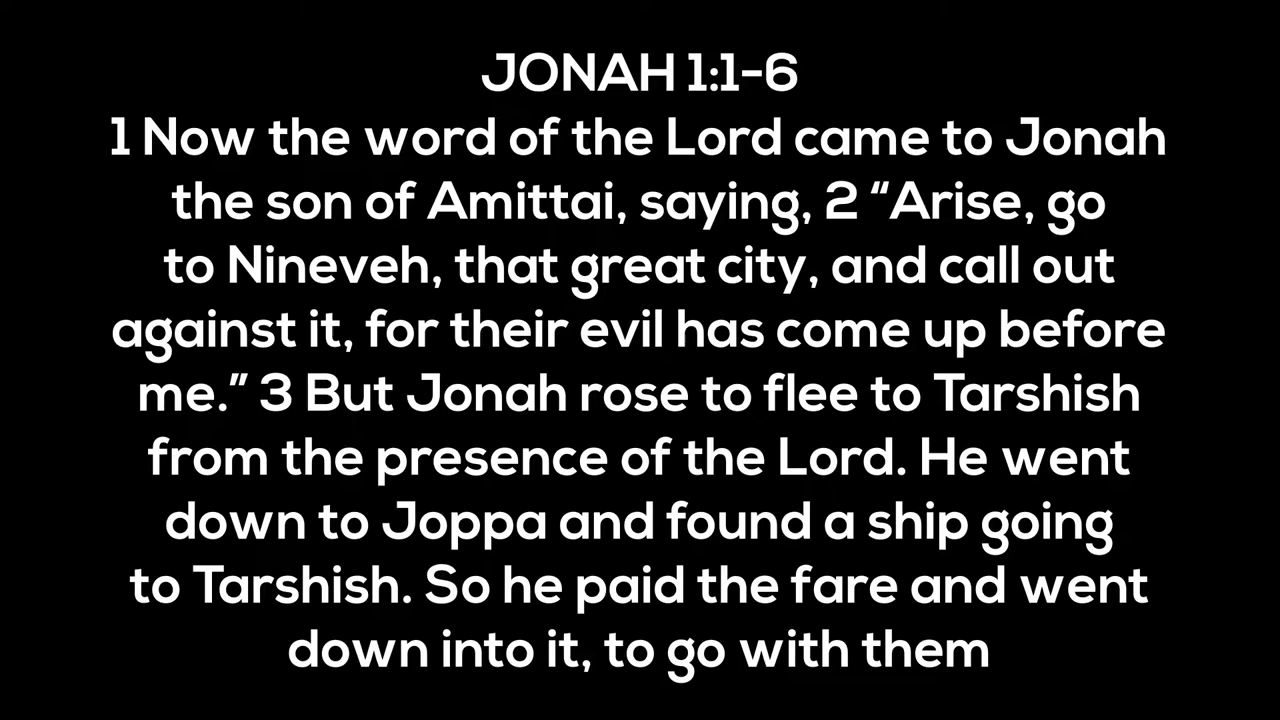 JONAH 1:1-6
1 Now the word of the Lord came to Jonah
the son of Amittai, saying, 2 “Arise, go
to Nineveh, that great city, and call out
against it, for their evil has come up before
me.” 3 But Jonah rose to flee to Tarshish
from the presence of the Lord. He went
down to Joppa and found a ship going
to Tarshish. So he paid the fare and went
down into it, to go with them